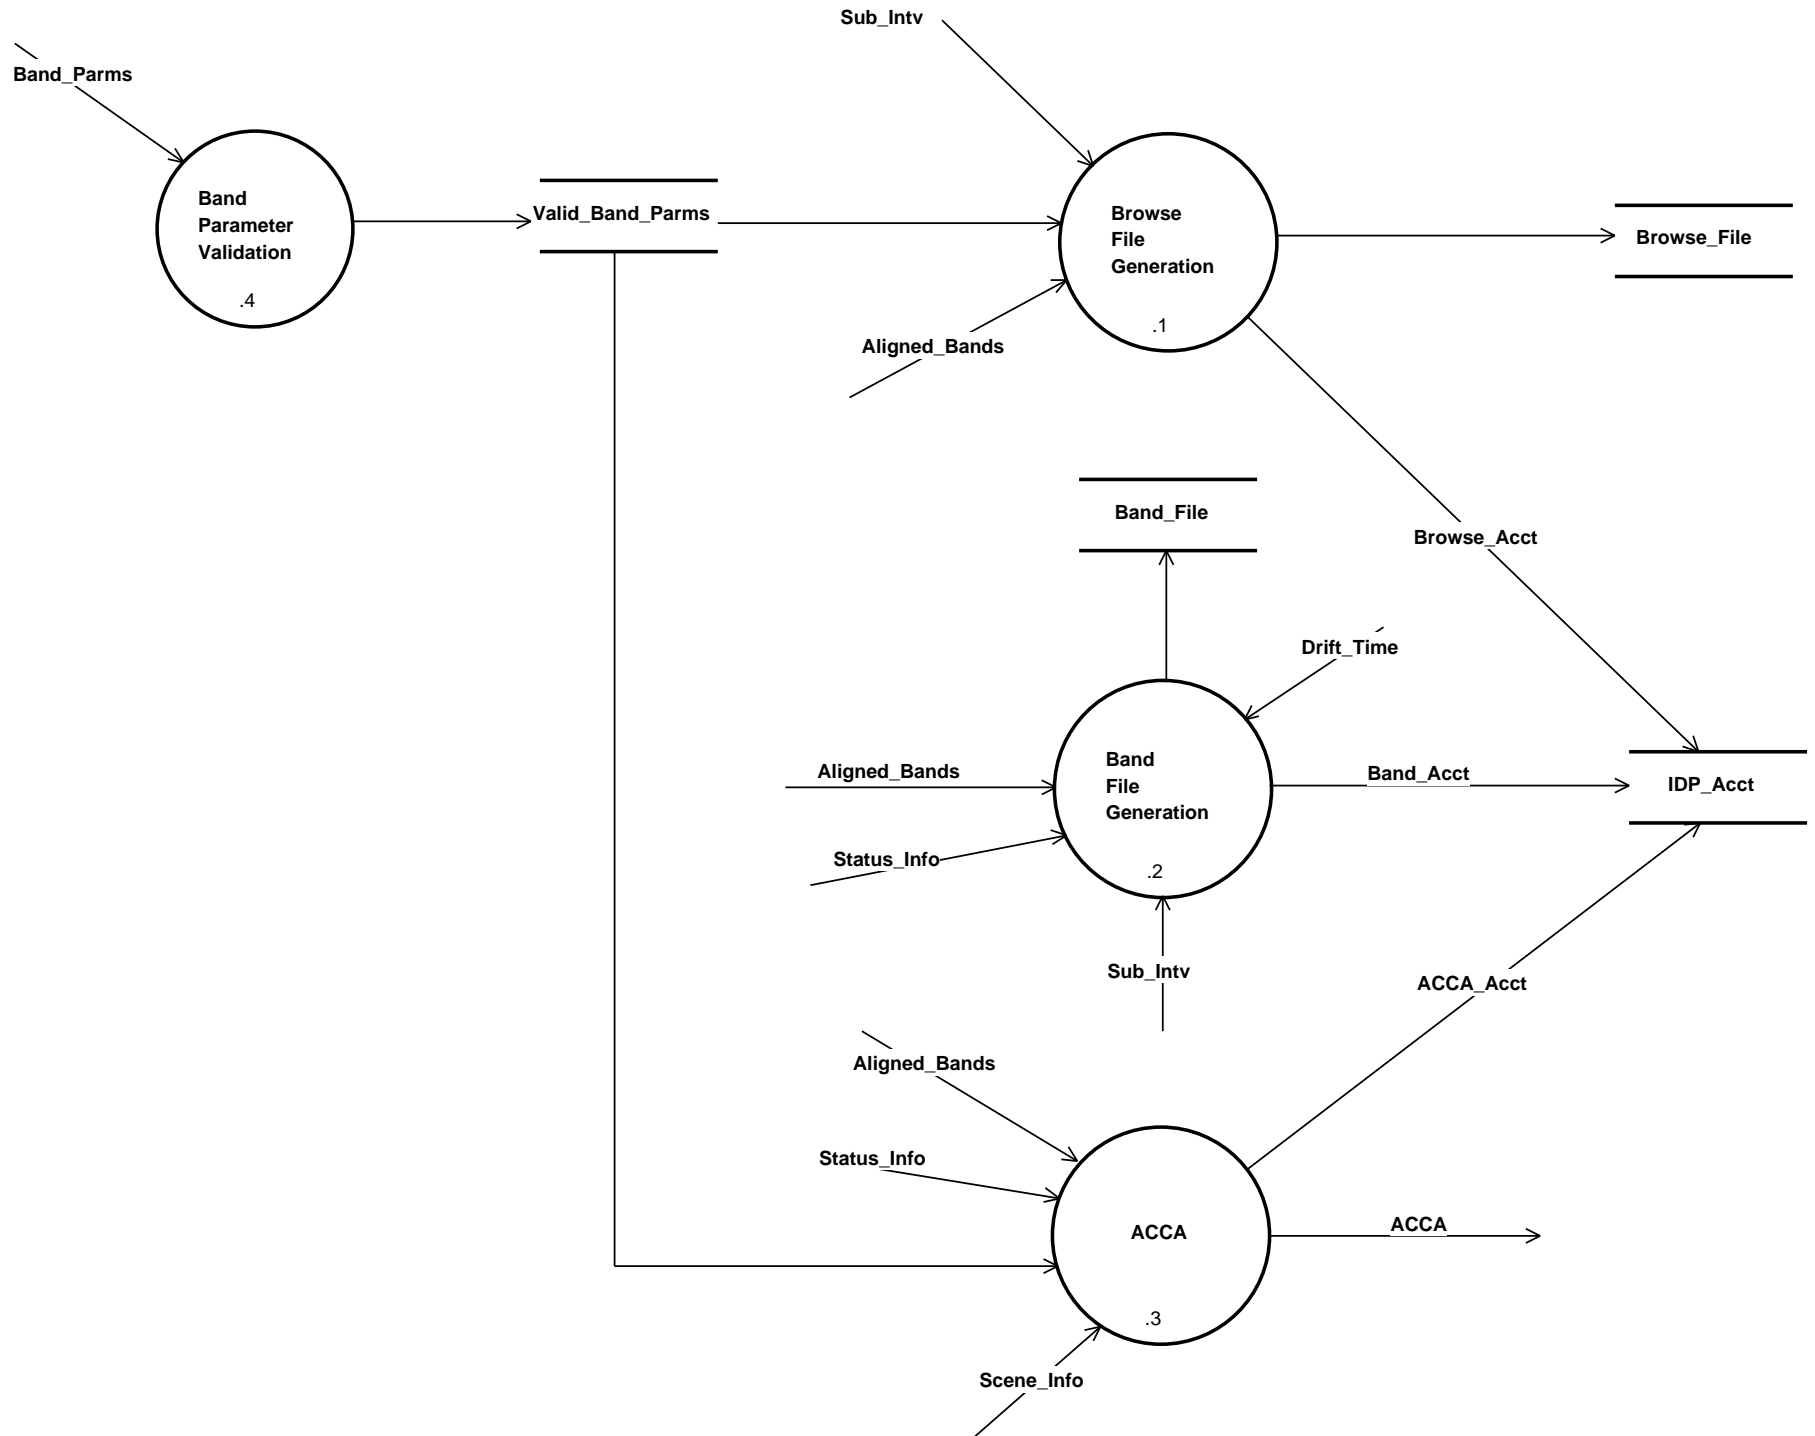 Sub_Intv
Band_Parms
Band
Parameter
Validation
.4
Valid_Band_Parms
Browse
File
Generation
.1
Browse_File
Aligned_Bands
Band_File
Browse_Acct
Drift_Time
Aligned_Bands
Band
File
Generation
.2
Band_Acct
IDP_Acct
Status_Info
Sub_Intv
ACCA_Acct
Aligned_Bands
Status_Info
ACCA
.3
ACCA
Scene_Info